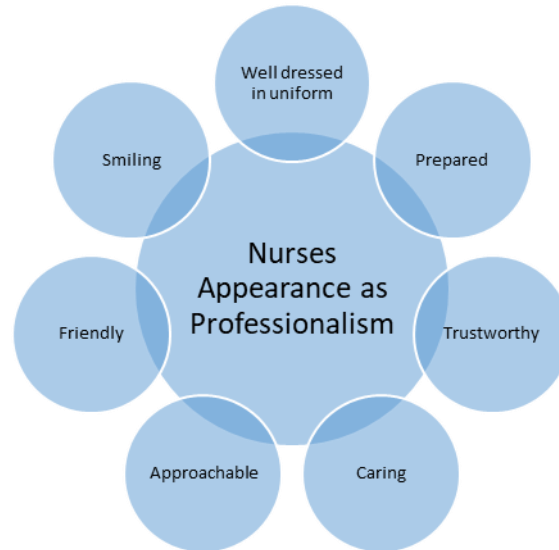 Well dressed
in uniform
Smiling
Prepared
Nurses
Appearance as
Professionalism
Friendly
Trustworthy
Approachable
Caring